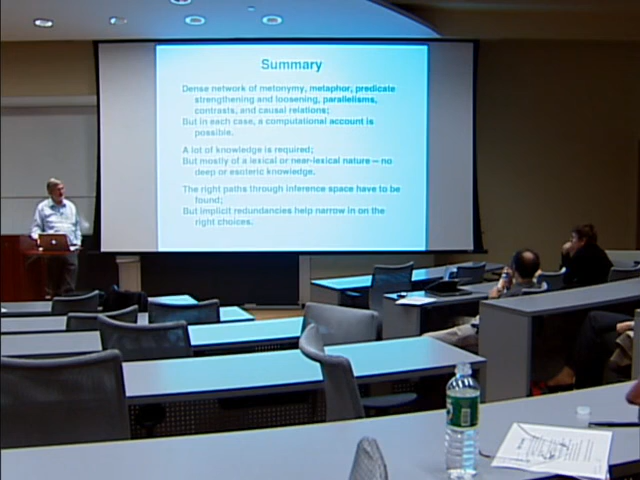 Summary
Dense network of metonymy, metaphor, predicate
strengthening and loosening, parallelisms,
contrasts, and causal relations;
But in each case, a computational account is
possible.
A lot of knowledge is required;
But mostly of a lexical or near-lexical nature -- no
deep or esoteric knowledge.
The right paths through inference space have to be
found;
But implicit redundancies help narrow in on the
right choices.